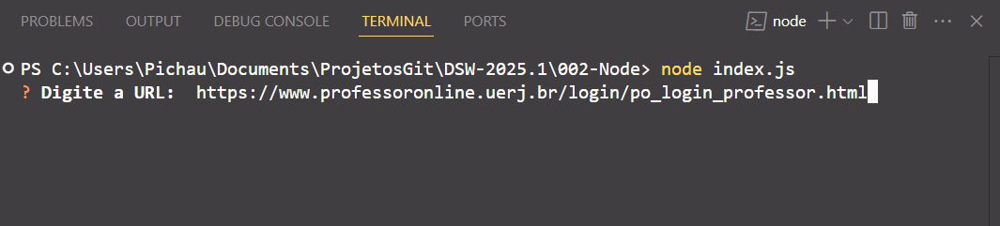 PROBLEMS OUTPUT DEBUG CONSOLE TERMINAL PORTS node
PS C:\Users\Pichau\Documents\ProjetosGit\DSW-2025.1\002-Node> node index.js
? Digite a URL:  https://www.professoronline.uerj.br/login/po_login_professor.html